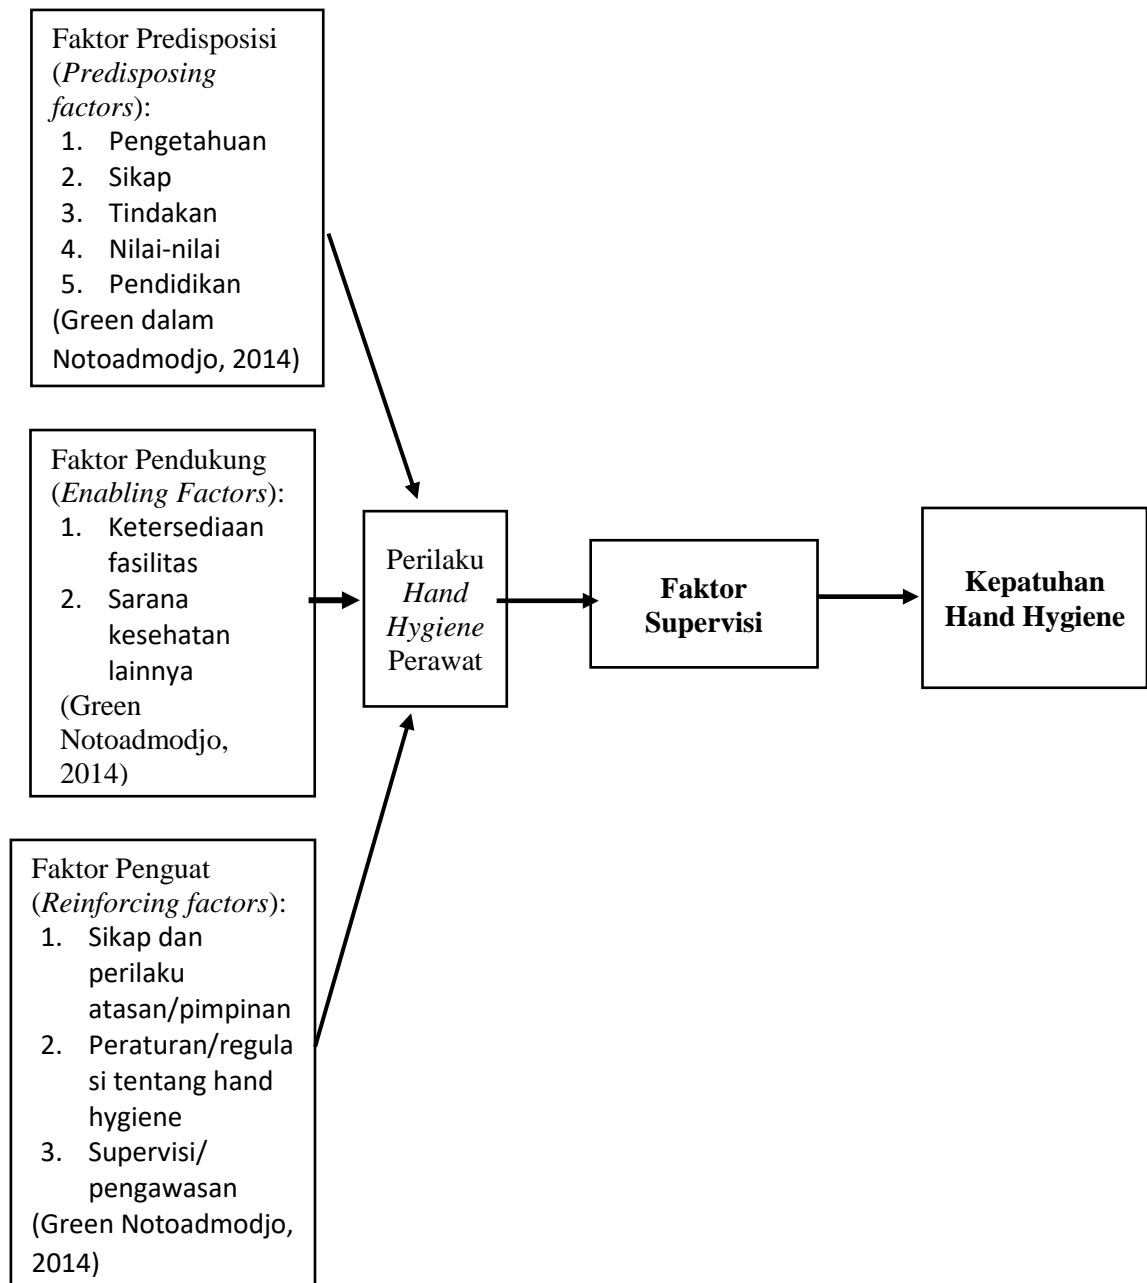 Faktor Predisposisi
(Predisposing
factors):
1. Pengetahuan
2. Sikap
3. Tindakan
4. Nilai-nilai
5. Pendidikan
(Green dalam
Notoadmodjo, 2014)
Faktor Pendukung
(Enabling Factors):
1. Ketersediaan
fasilitas
2. Sarana
kesehatan
lainnya
(Green
Notoadmodjo,
2014)
Faktor Penguat
(Reinforcing factors):
1. Sikap dan
perilaku
atasan/pimpinan
2. Peraturan/regula
si tentang hand
hygiene
3. Supervisi/
pengawasan
(Green Notoadmodjo,
2014)
Perilaku
Hand
Hygiene
Perawat
Faktor
Supervisi
Kepatuhan
Hand Hygiene